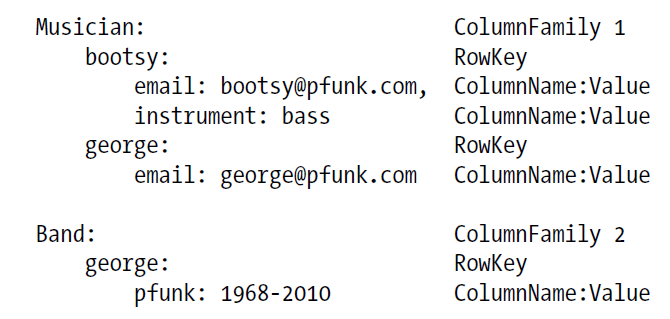 Musician: ColumnFamily 1
bootsy: RowKey
email: bootsy@pfunk.com, ColumnName:Value
instrument: bass ColumnName:Value
george: RowKey
email: george@pfunk.com ColumnName:Value
Band: ColumnFamily 2
george: RowKey
pfunk: 1968-2010 ColumnName:Value